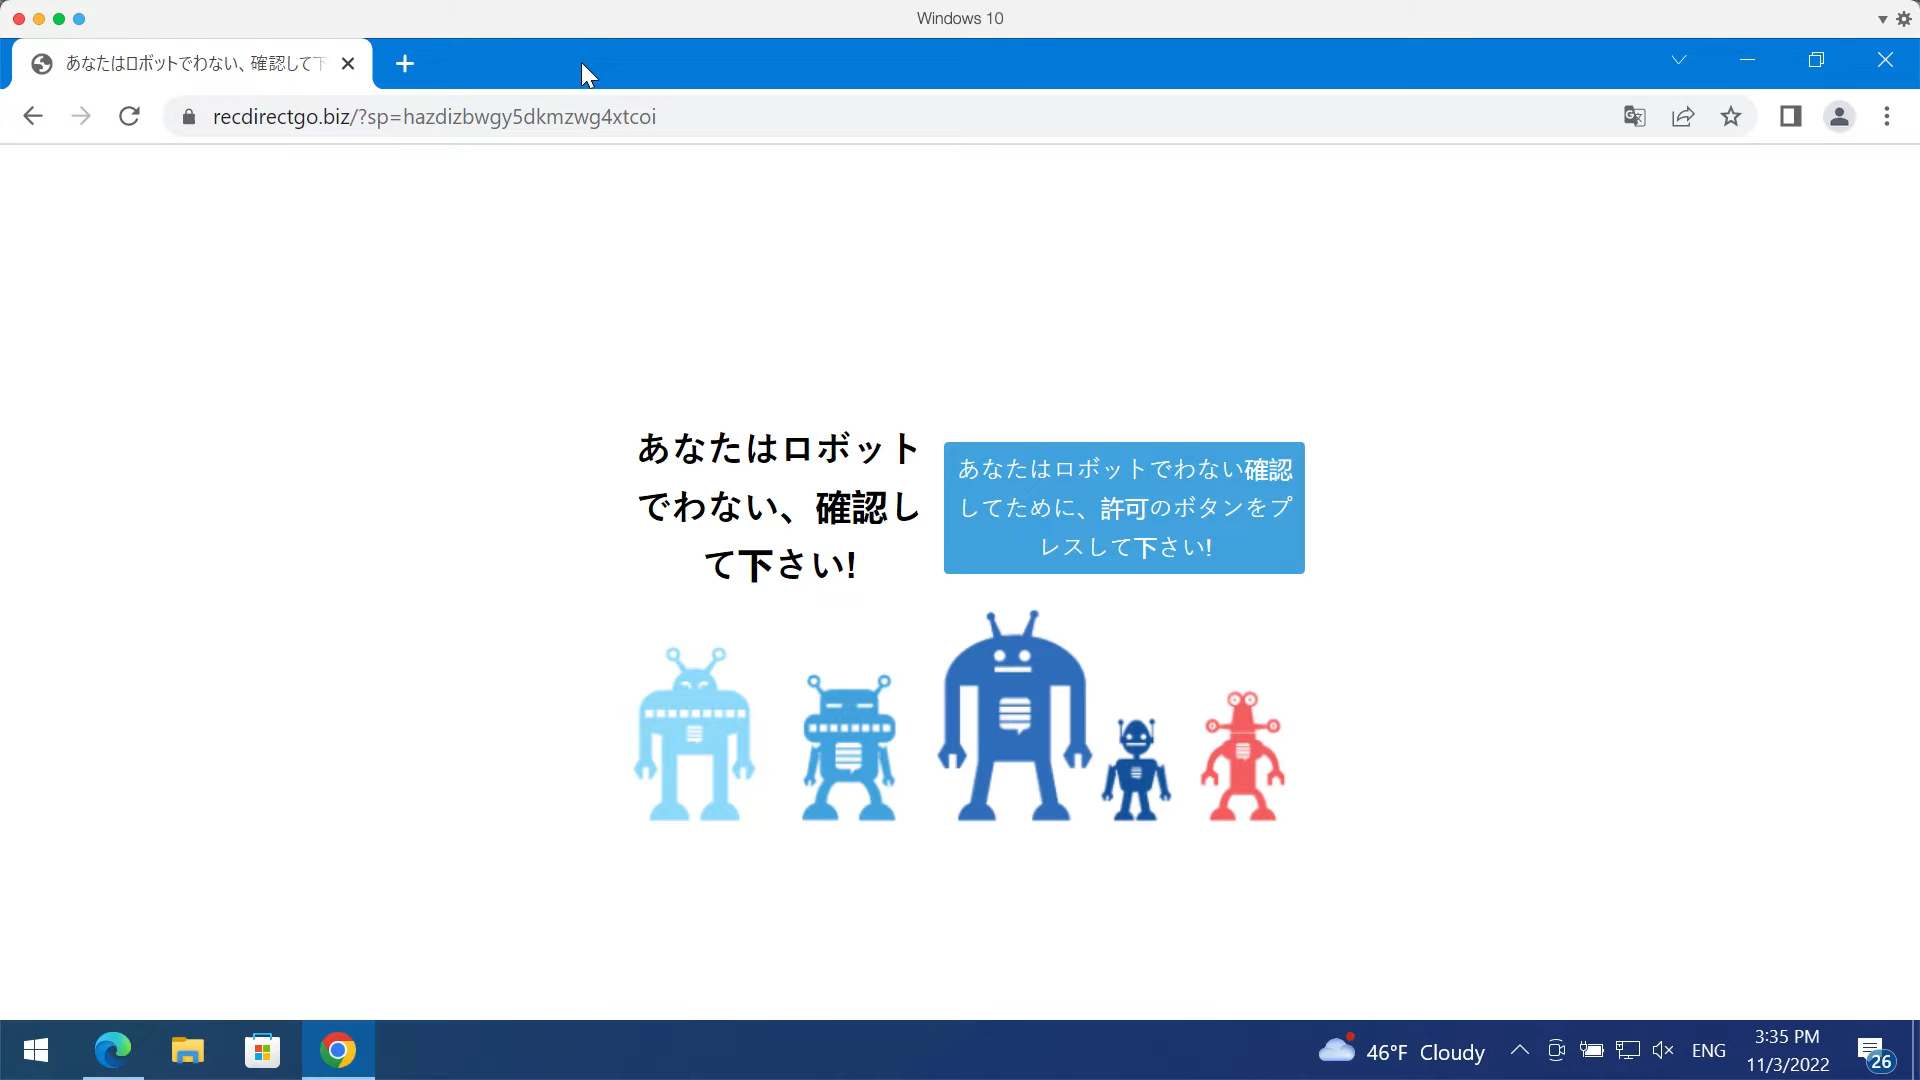 Windows 10
あなたはロボットでわない、確認して下
recdirectgo.biz/?sp=hazdizbwgy5dkmzwg4xtcoi
あなたはロボット
でわない、確認し
て下さい!
あなたはロボットでわない確認
してために、許可のボタンをプ
レスして下さい!
46°F Cloudy
ENG
3:35 PM
11/3/2022
26